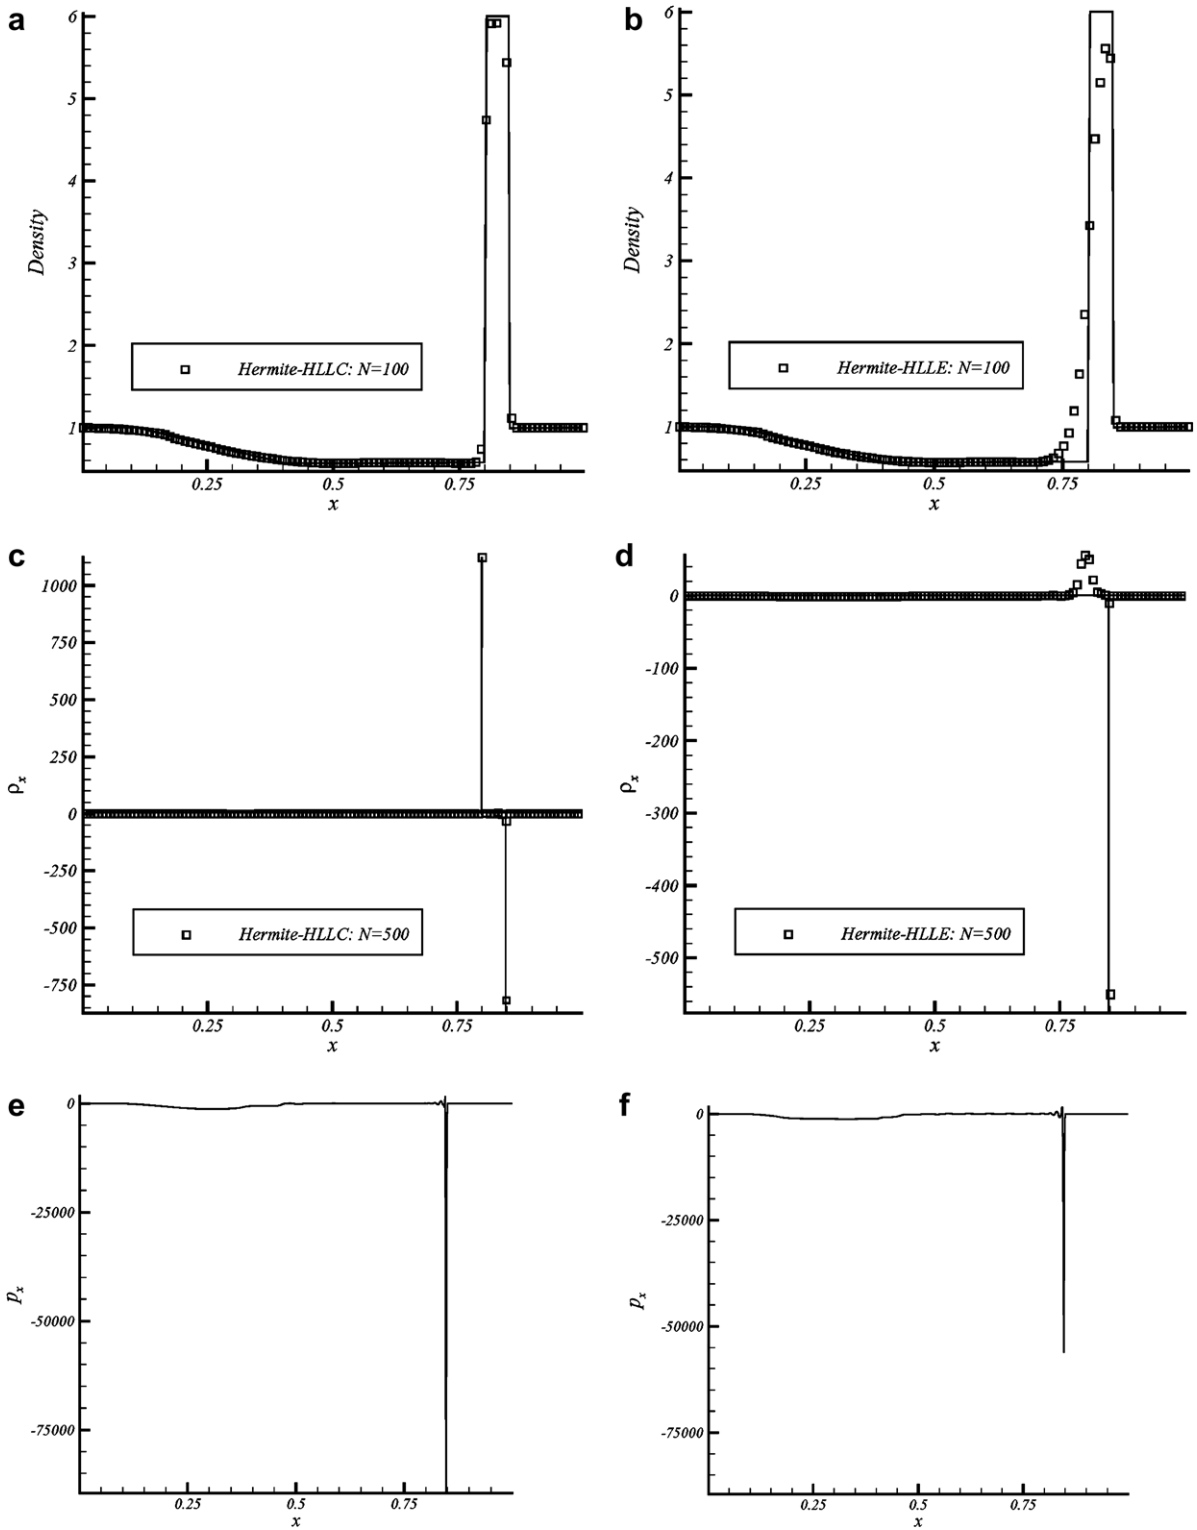 a
6
5
4
3
2
1
Density
Hermite-HLLC: N=100
0.25
0.5
0.75
x
b
6
5
4
3
2
1
Density
Hermite-HLLE: N=100
0.25
0.5
0.75
x
c
1000
750
500
250
0
-250
-500
-750
ρx
Hermite-HLLC: N=500
0.25
0.5
0.75
x
d
0
-100
-200
-300
-400
-500
ρx
Hermite-HLLE: N=500
0.25
0.5
0.75
x
e
0
-25000
-50000
-75000
px
0.25
0.5
0.75
x
f
0
-25000
-50000
-75000
px
0.25
0.5
0.75
x